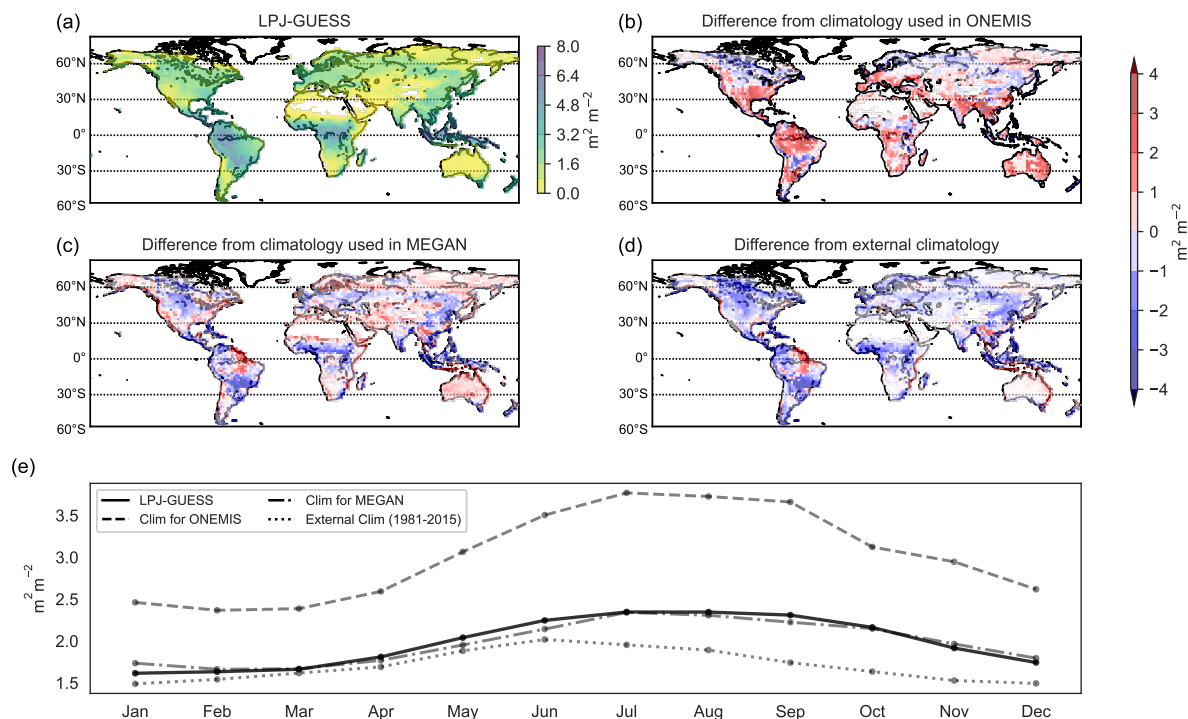 (a) LPJ-GUESS
60°N
30°N
0°
30°S
60°S
8.0
6.4
4.8
3.2
1.6
0.0
m² m⁻²
(b) Difference from climatology used in ONEMIS
60°N
30°N
0°
30°S
60°S
(c) Difference from climatology used in MEGAN
60°N
30°N
0°
30°S
60°S
(d) Difference from external climatology
60°N
30°N
0°
30°S
60°S
4
3
2
1
0
−1
−2
−3
−4
m² m⁻²
(e)
LPJ-GUESS
Clim for ONEMIS
Clim for MEGAN
External Clim (1981-2015)
3.5
3.0
2.5
2.0
1.5
m² m⁻²
Jan Feb Mar Apr May Jun Jul Aug Sep Oct Nov Dec